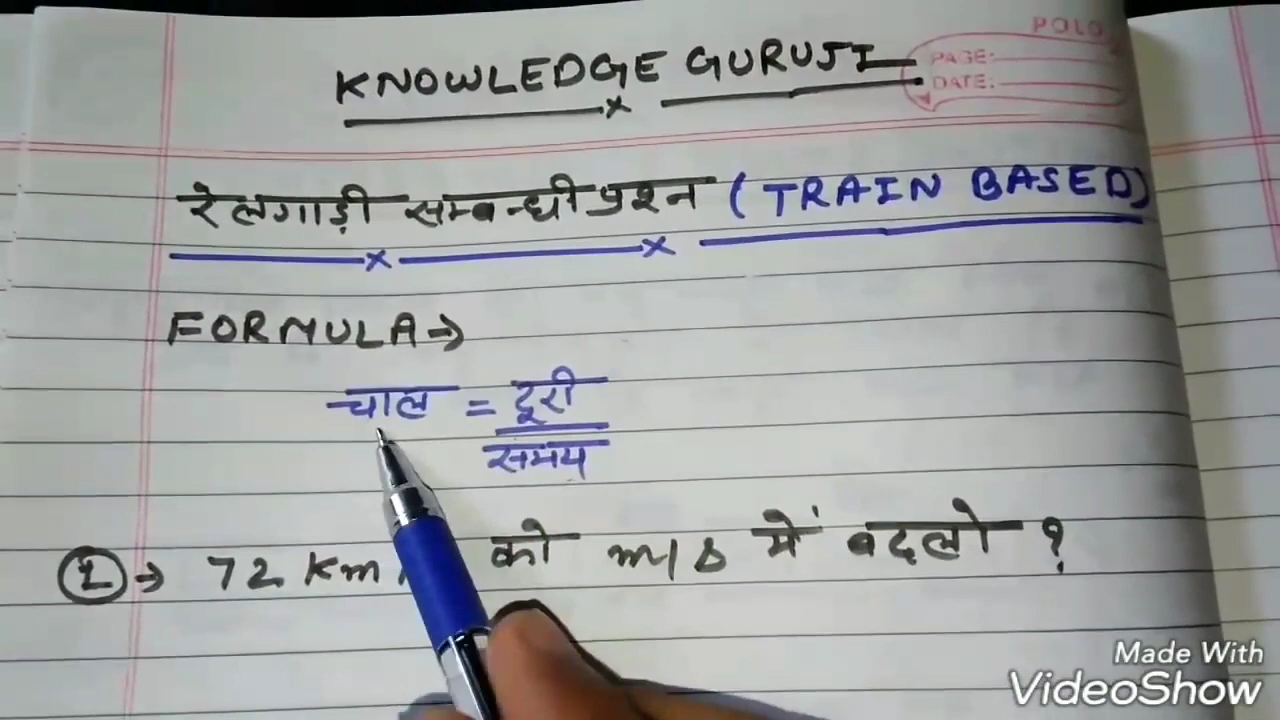 KNOWLEDGE GURUJI
POLO
PAGE:
DATE:
रेलगाड़ी सम्बन्धी प्रश्न (TRAIN BASED)
FORMULA→
चाल = दूरी
समय
1 → 72 Km को m/s में बदलो ?
Made With
VideoShow